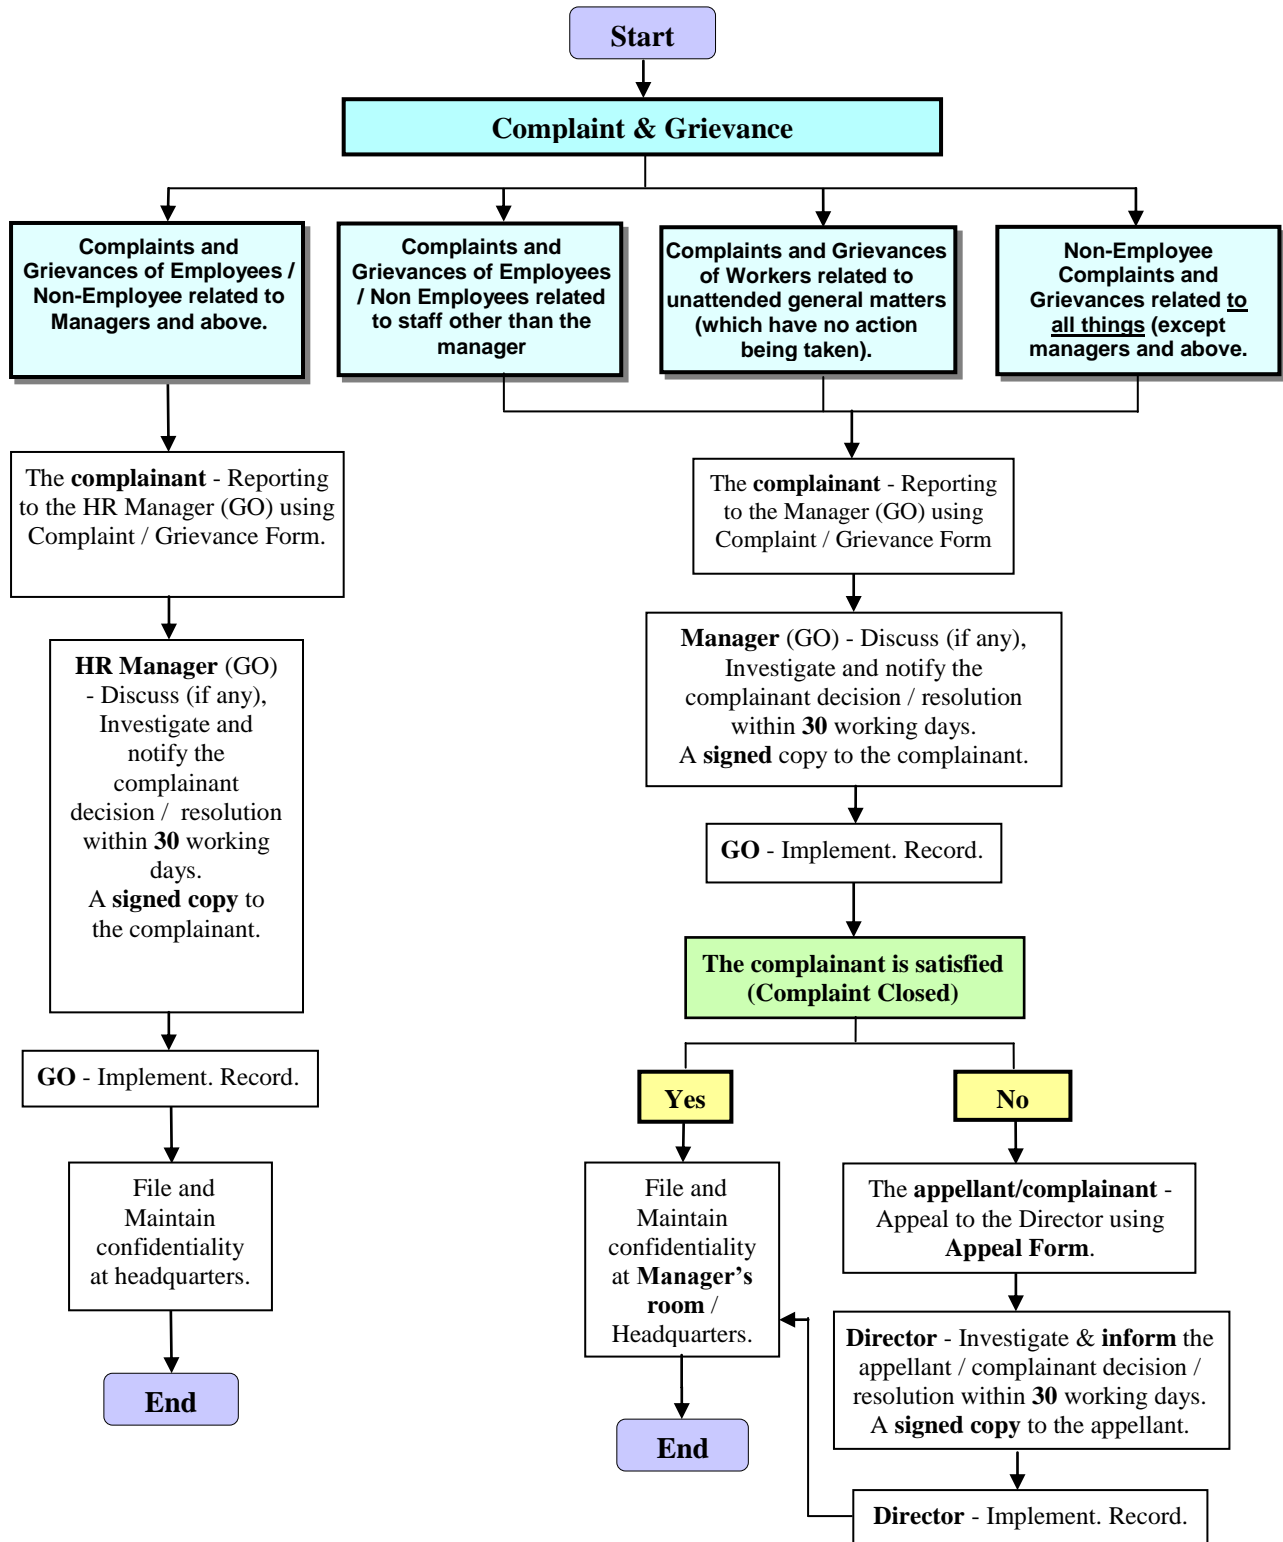 Start
Complaint & Grievance
Complaints and
Grievances of Employees /
Non-Employee related to
Managers and above.
Complaints and
Grievances of Employees
/ Non Employees related
to staff other than the
manager
Complaints and Grievances
of Workers related to
unattended general matters
(which have no action
being taken).
Non-Employee
Complaints and
Grievances related to
all things (except
managers and above.
The complainant - Reporting
to the HR Manager (GO) using
Complaint / Grievance Form.
The complainant - Reporting
to the Manager (GO) using
Complaint / Grievance Form
HR Manager (GO)
- Discuss (if any),
Investigate and
notify the
complainant
decision / resolution
within 30 working
days.
A signed copy to
the complainant.
Manager (GO) - Discuss (if any),
Investigate and notify the
complainant decision / resolution
within 30 working days.
A signed copy to the complainant.
GO - Implement. Record.
The complainant is satisfied
(Complaint Closed)
GO - Implement. Record.
Yes
No
File and
Maintain
confidentiality
at headquarters.
End
File and
Maintain
confidentiality
at Manager's
room /
Headquarters.
End
The appellant/complainant -
Appeal to the Director using
Appeal Form.
Director - Investigate & inform the
appellant / complainant decision /
resolution within 30 working days.
A signed copy to the appellant.
Director - Implement. Record.